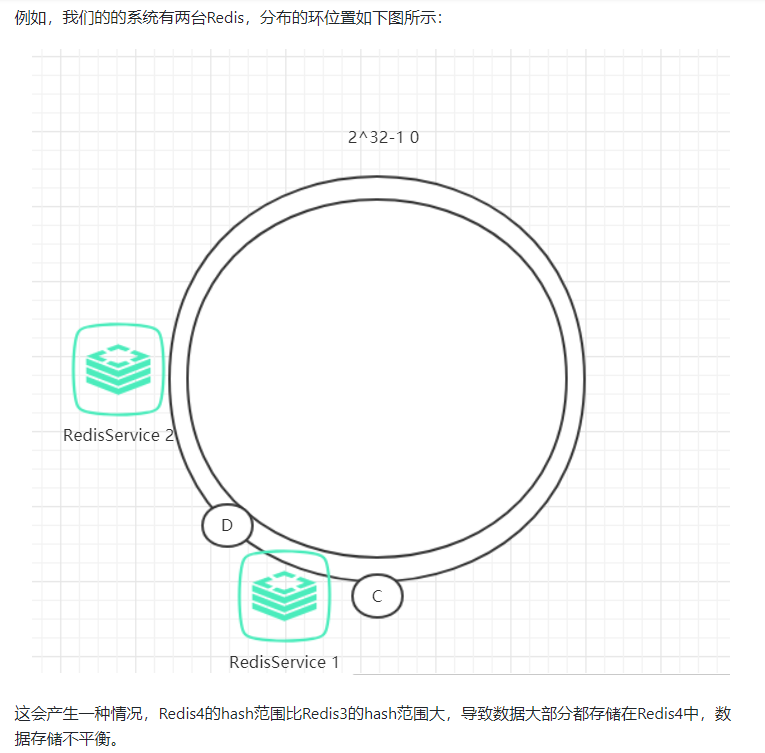 例如，我们的的系统有两台Redis，分布的环位置如下图所示：
2^32-1 0
RedisService 2
D
C
RedisService 1
这会产生一种情况，Redis4的hash范围比Redis3的hash范围大，导致数据大部分都存储在Redis4中，数
据存储不平衡。